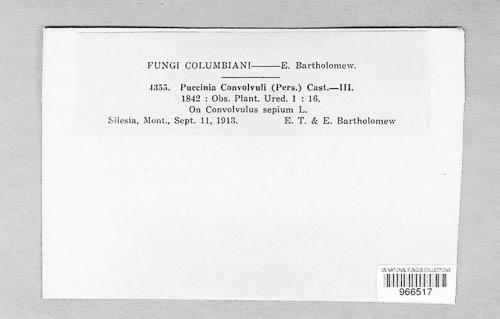 FUNGI COLUMBIANI——E. Bartholomew.
4355. Puccinia Convolvuli (Pers.) Cast.—III.
1842 : Obs. Plant. Ured. 1 : 16.
On Convolvulus sepium L.
Silesia, Mont., Sept. 11, 1913. E. T. & E. Bartholomew
US NATIONAL FUNGUS COLLECTIONS
966517